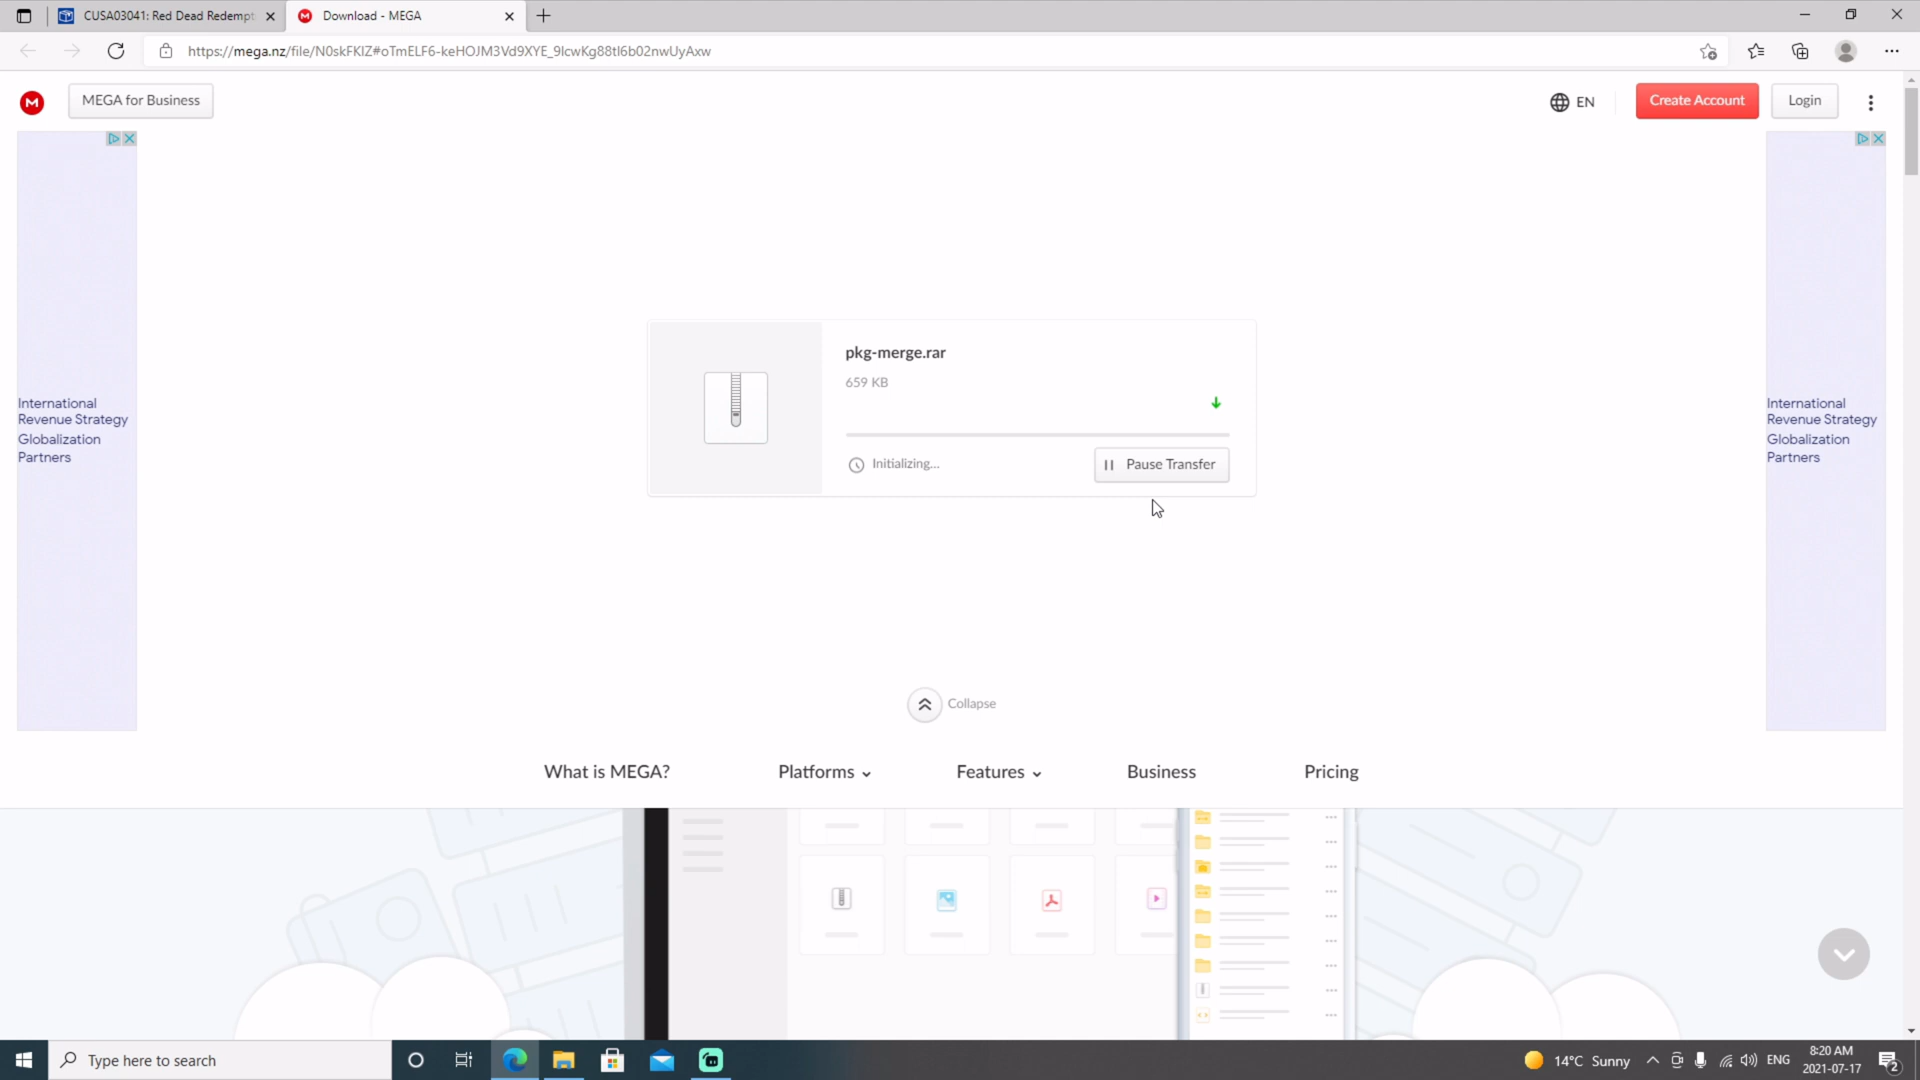 CUSA03041: Red Dead Redempt
Download - MEGA
https://mega.nz/file/N0skFKIZ#oTmELF6-keHOJM3Vd9XYE_9lcwKg88tl6b02nwUyAxw
M
MEGA for Business
EN
Create Account
Login
International
Revenue Strategy
Globalization
Partners
pkg-merge.rar
659 KB
Initializing...
Pause Transfer
International
Revenue Strategy
Globalization
Partners
Collapse
What is MEGA?
Platforms
Features
Business
Pricing
Type here to search
14°C Sunny
ENG
8:20 AM
2021-07-17
2